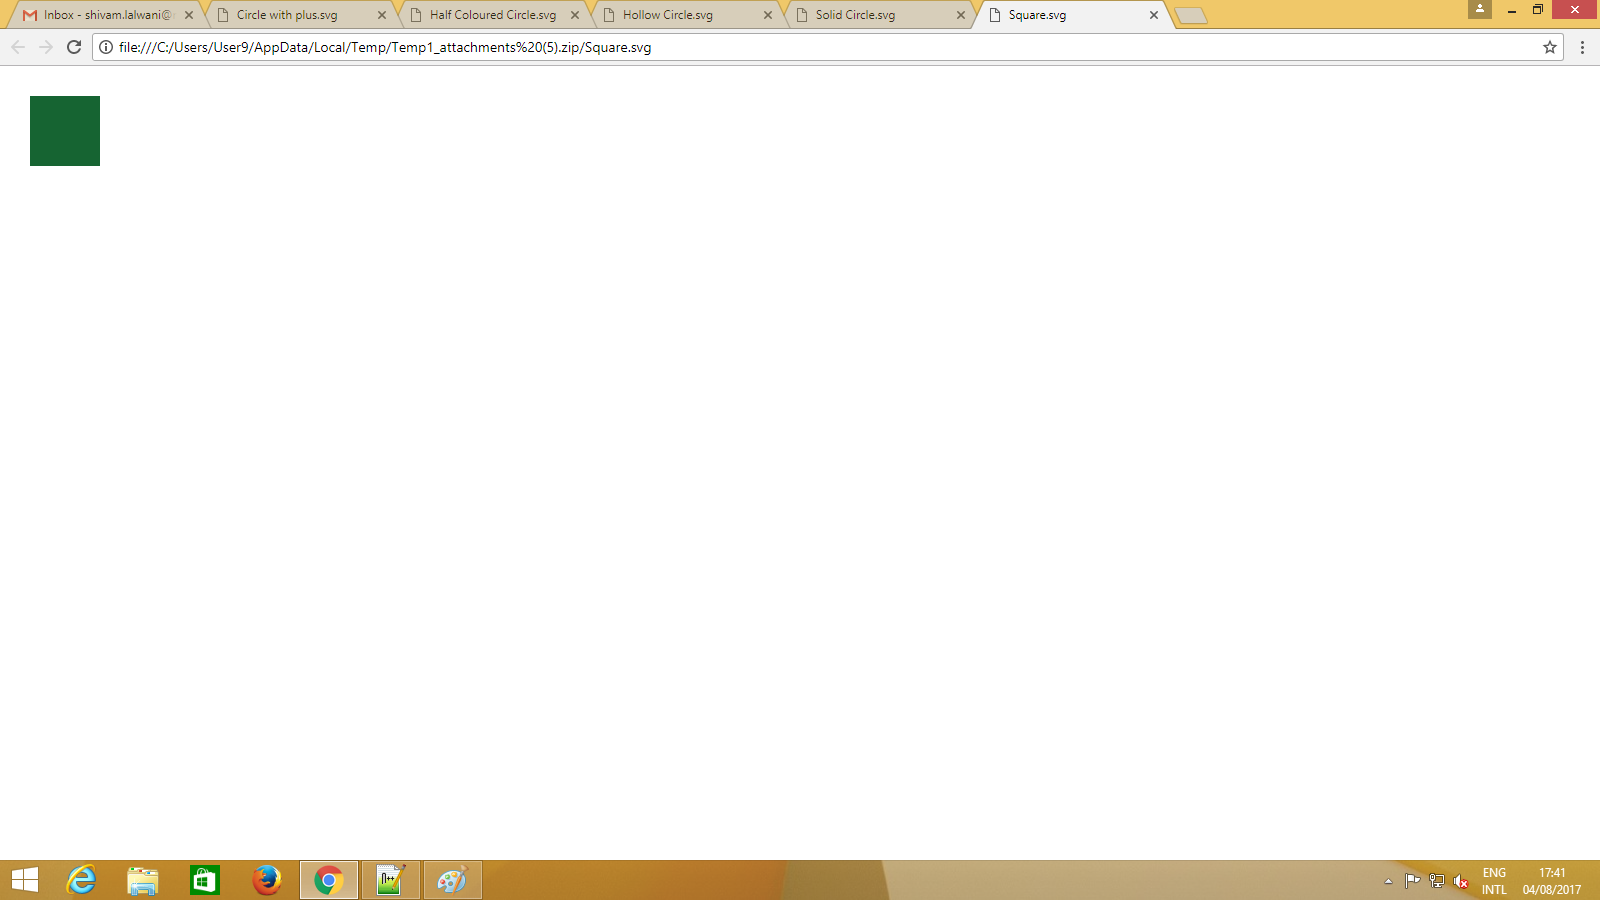 Inbox - shivam.lalwani@
Circle with plus.svg
Half Coloured Circle.svg
Hollow Circle.svg
Solid Circle.svg
Square.svg
file:///C:/Users/User9/AppData/Local/Temp/Temp1_attachments%20(5).zip/Square.svg
ENG
INTL
17:41
04/08/2017